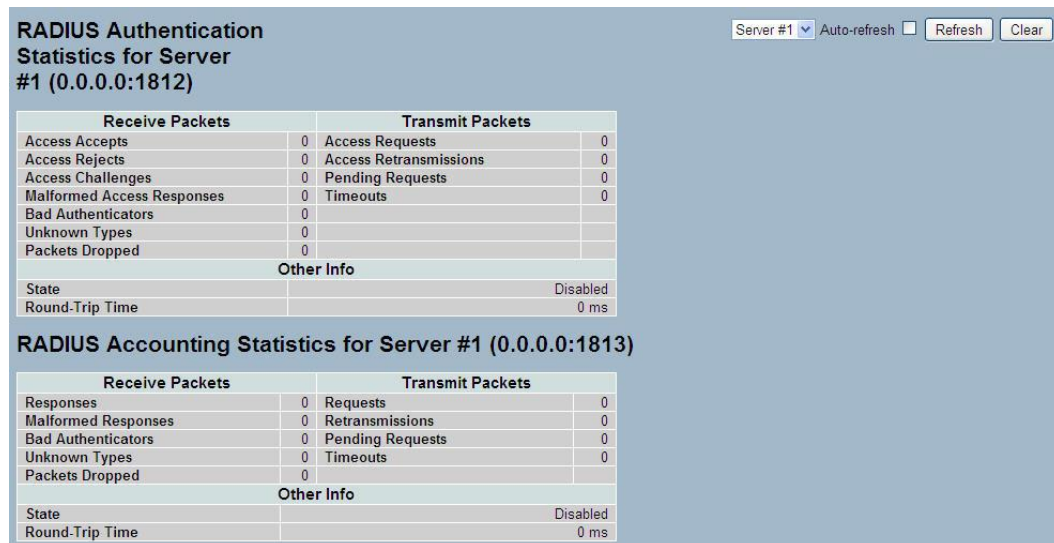 RADIUS Authentication
Statistics for Server
#1 (0.0.0.0:1812)
Server #1 Auto-refresh Refresh Clear
Receive Packets Transmit Packets
Access Accepts 0 Access Requests 0
Access Rejects 0 Access Retransmissions 0
Access Challenges 0 Pending Requests 0
Malformed Access Responses 0 Timeouts 0
Bad Authenticators 0
Unknown Types 0
Packets Dropped 0
Other Info
State Disabled
Round-Trip Time 0 ms
RADIUS Accounting Statistics for Server #1 (0.0.0.0:1813)
Receive Packets Transmit Packets
Responses 0 Requests 0
Malformed Responses 0 Retransmissions 0
Bad Authenticators 0 Pending Requests 0
Unknown Types 0 Timeouts 0
Packets Dropped 0
Other Info
State Disabled
Round-Trip Time 0 ms